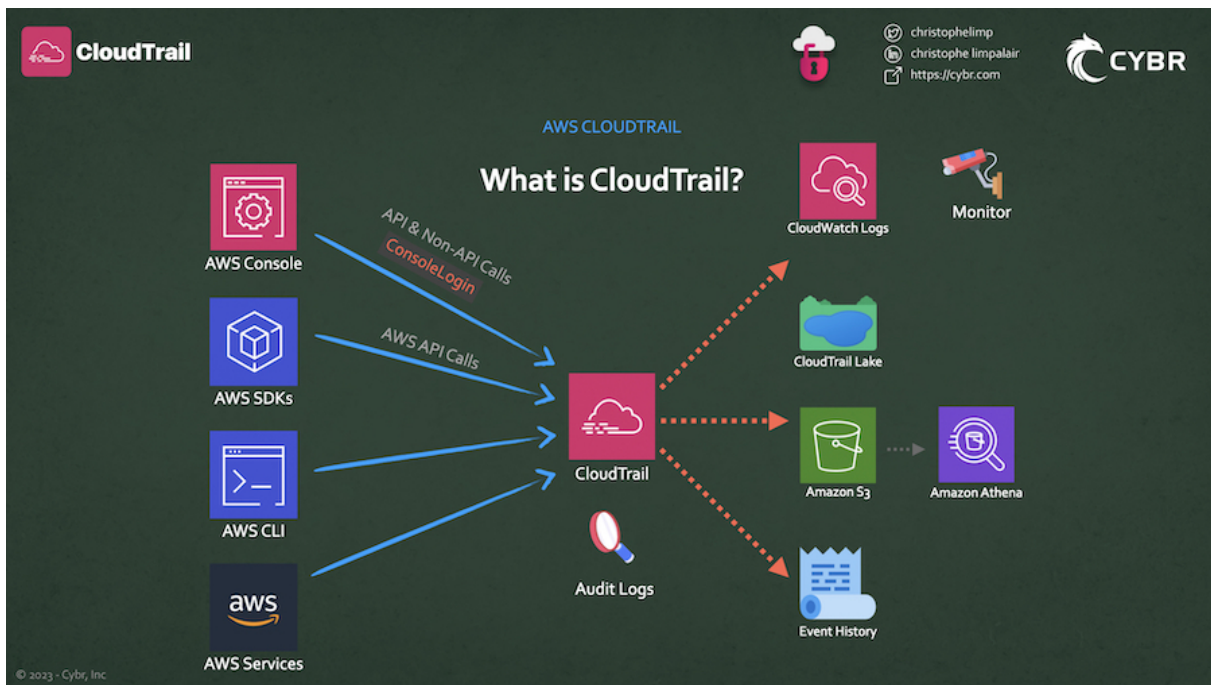 CloudTrail
christophelimp
christophe limpalair
https://cybr.com
CYBR
AWS CLOUDTRAIL
What is CloudTrail?
AWS Console
API & Non-API Calls
ConsoleLogin
AWS SDKs
AWS API Calls
AWS CLI
aws
AWS Services
CloudTrail
Audit Logs
CloudWatch Logs
Monitor
CloudTrail Lake
Amazon S3
Amazon Athena
Event History
© 2023 - Cybr, Inc